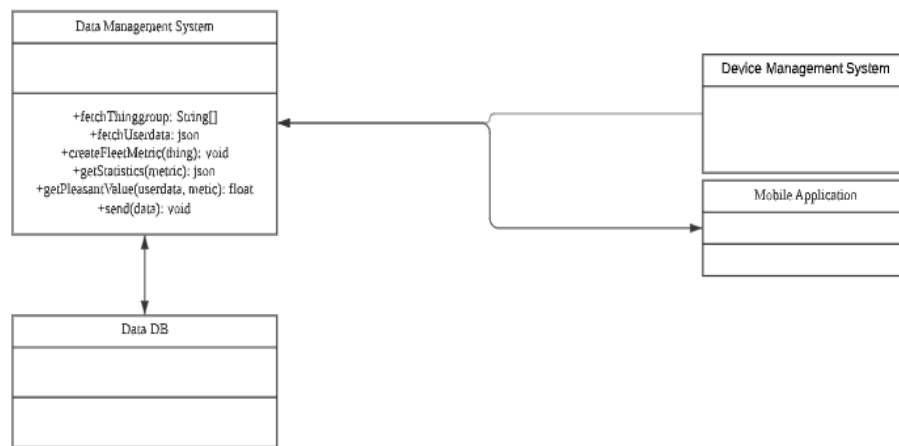 Data Management System
+fetchThinggroup: String[]
+fetchUserdata: json
+createFleetMetric(thing): void
+getStatistics(metric): json
+getPleasantValue(userdata, metic): float
+send(data): void
Device Management System
Mobile Application
Data DB